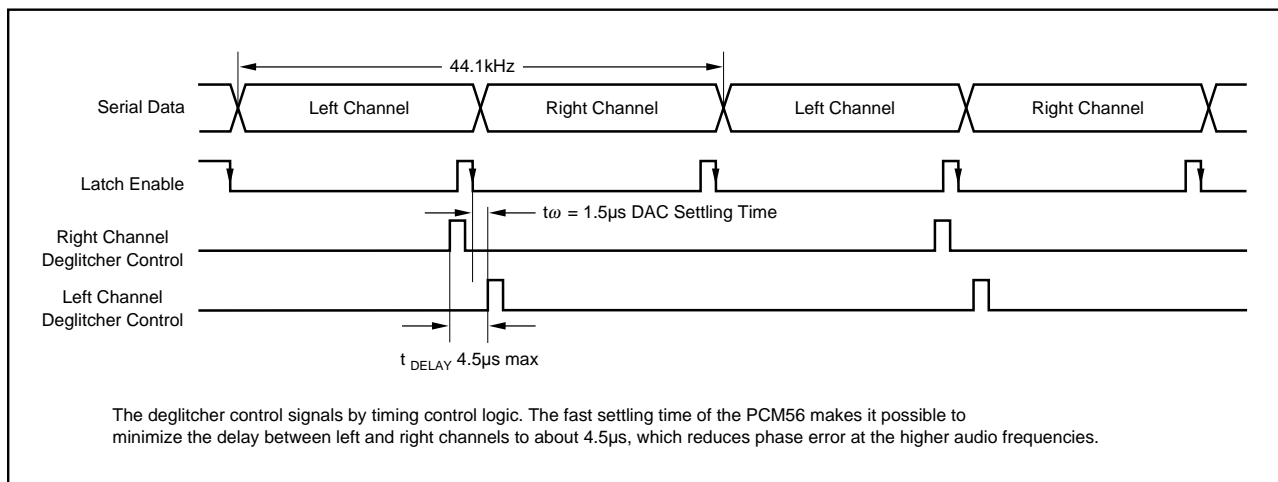 44.1kHz
Serial Data
Left Channel
Right Channel
Left Channel
Right Channel
Latch Enable
tω = 1.5µs DAC Settling Time
Right Channel
Deglitcher Control
Left Channel
Deglitcher Control
t DELAY 4.5µs max
The deglitcher control signals by timing control logic. The fast settling time of the PCM56 makes it possible to
minimize the delay between left and right channels to about 4.5µs, which reduces phase error at the higher audio frequencies.